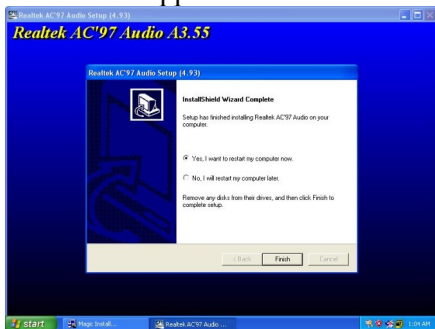 Realtek AC'97 Audio Setup (4.93)
Realtek AC'97 Audio A3.55
Realtek AC'97 Audio Setup (4.93)
InstallShield Wizard Complete
Setup has finished installing Realtek AC'97 Audio on your
computer.
Yes, I want to restart my computer now.
No, I will restart my computer later.
Remove any disks from their drives, and then click Finish to
complete setup.
< Back Finish Cancel
start Magic Install... Realtek AC'97 Audio ... 1:04 AM